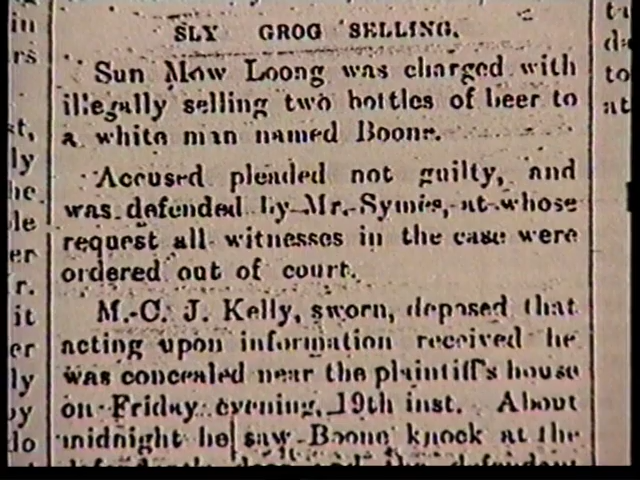 SLY GROG SELLING.
Sun Mow Loong was charged with
illegally selling two bottles of beer to
a white man named Boone.
Accused pleaded not guilty, and
was defended by Mr. Symes, at whose
request all witnesses in the case were
ordered out of court.
M.-C. J. Kelly, sworn, deposed that
acting upon information received he
was concealed near the plaintiff's house
on Friday evening, 19th inst. About
midnight he saw Boone knock at the